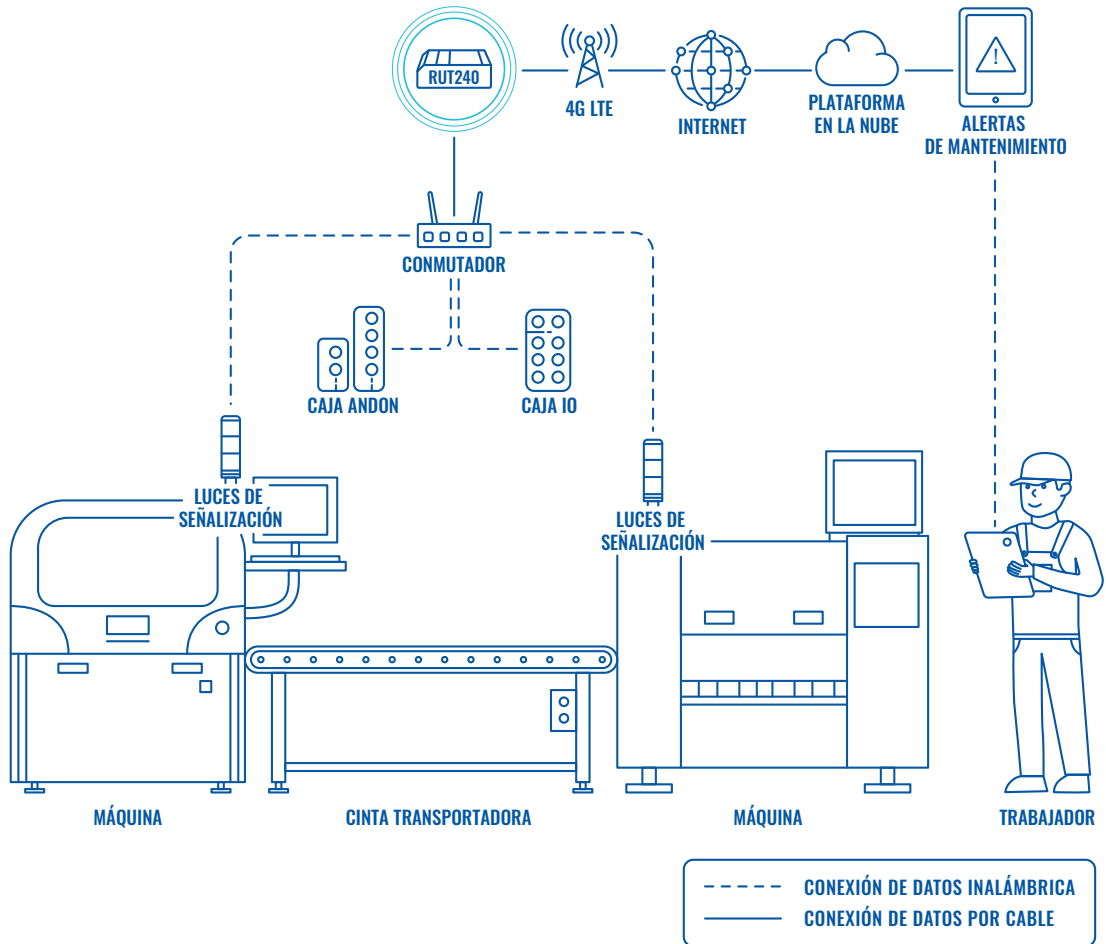 RUT240
4G LTE
INTERNET
PLATAFORMA
EN LA NUBE
ALERTAS
DE MANTENIMIENTO
!
CONMUTADOR
CAJA ANDON
CAJA IO
LUCES DE
SEÑALIZACIÓN
LUCES DE
SEÑALIZACIÓN
MÁQUINA
CINTA TRANSPORTADORA
MÁQUINA
TRABAJADOR
CONEXIÓN DE DATOS INALÁMBRICA
CONEXIÓN DE DATOS POR CABLE